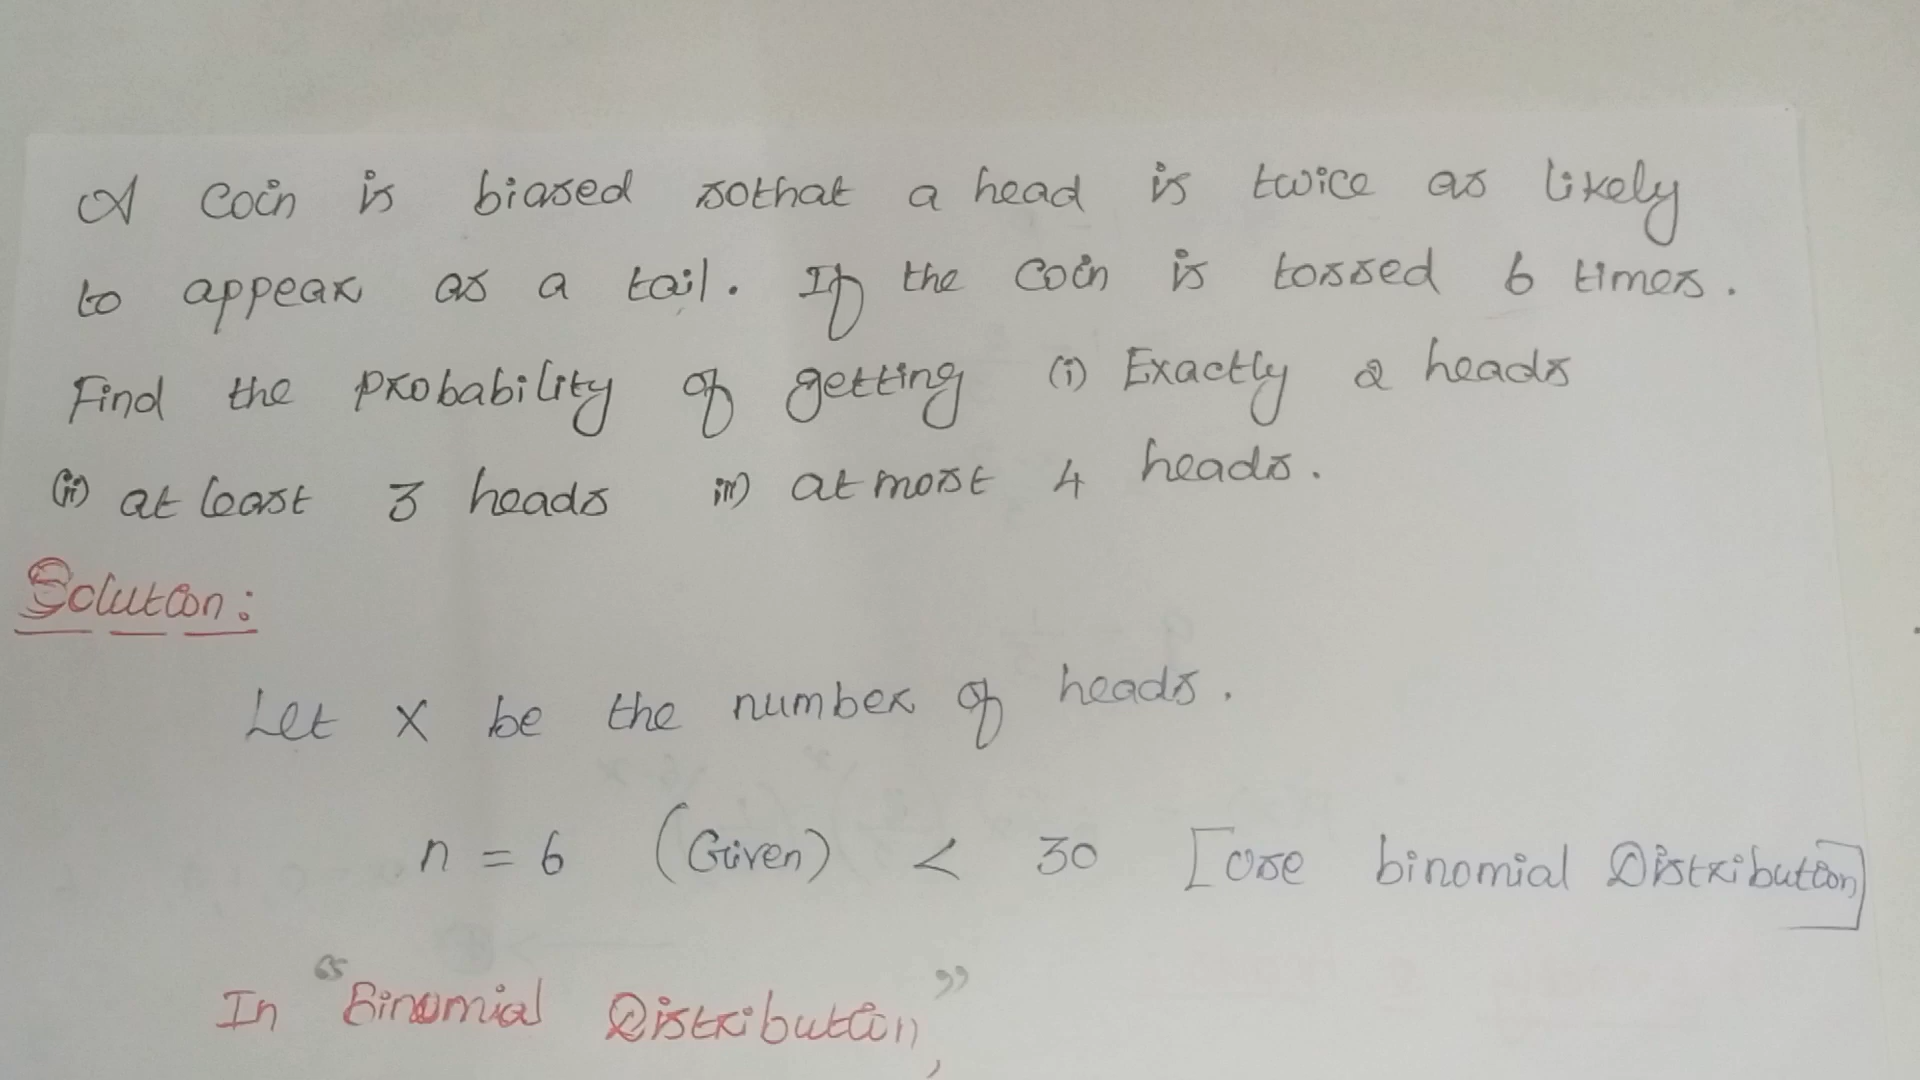 A coin is biased sothat a head is twice as likely
to appear as a tail. If the coin is tossed 6 times.
Find the probability of getting (i) Exactly 2 heads
(ii) at least 3 heads iii) at most 4 heads.
Solution:
Let X be the number of heads.
n = 6 (Given) < 30 [use binomial Distribution]
In "Binomial Distribution,"